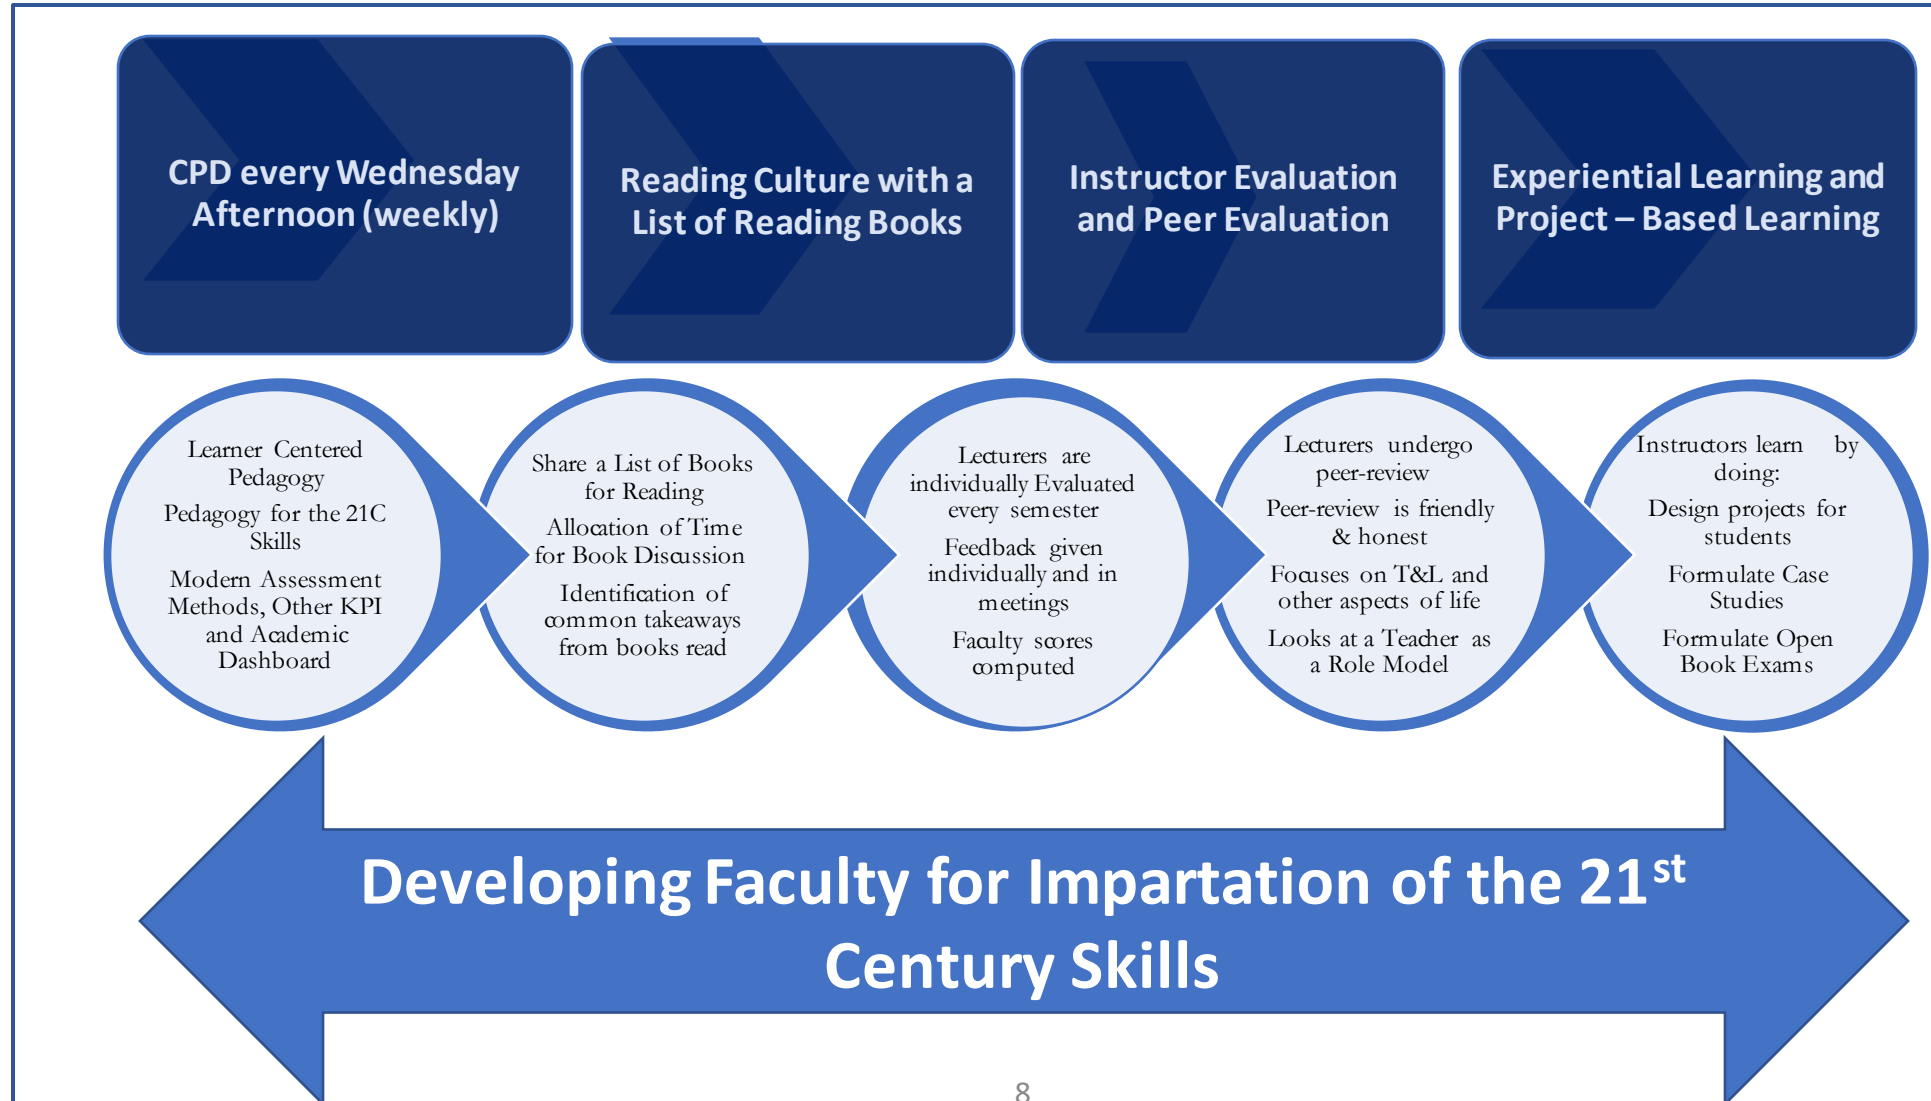 CPD every Wednesday
Afternoon (weekly)
Reading Culture with a
List of Reading Books
Instructor Evaluation
and Peer Evaluation
Experiential Learning and
Project – Based Learning
Learner Centered
Pedagogy
Pedagogy for the 21C
Skills
Modern Assessment
Methods, Other KPI
and Academic
Dashboard
Share a List of Books
for Reading
Allocation of Time
for Book Discussion
Identification of
common takeaways
from books read
Lecturers are
individually Evaluated
every semester
Feedback given
individually and in
meetings
Faculty scores
computed
Lecturers undergo
peer-review
Peer-review is friendly
& honest
Focuses on T&L and
other aspects of life
Looks at a Teacher as
a Role Model
Instructors learn by
doing:
Design projects for
students
Formulate Case
Studies
Formulate Open
Book Exams
Developing Faculty for Impartation of the 21st
Century Skills
8